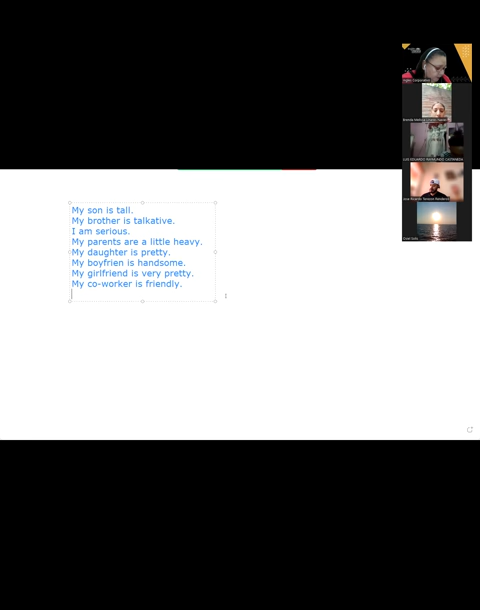 My son is tall.
My brother is talkative.
I am serious.
My parents are a little heavy.
My daughter is pretty.
My boyfrien is handsome.
My girlfriend is very pretty.
My co-worker is friendly.